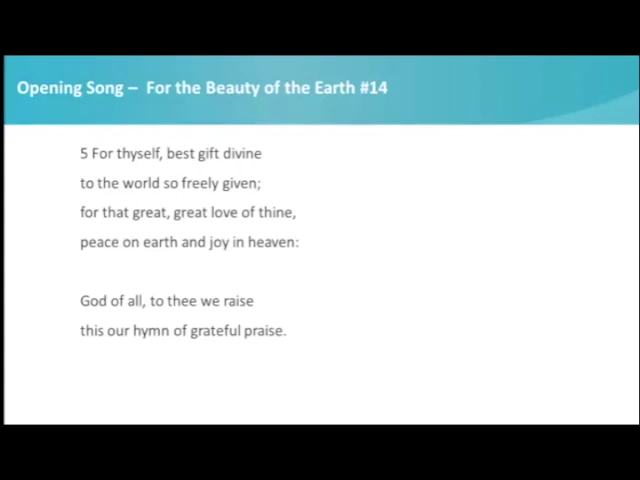 Opening Song – For the Beauty of the Earth #14
5 For thyself, best gift divine
to the world so freely given;
for that great, great love of thine,
peace on earth and joy in heaven:
God of all, to thee we raise
this our hymn of grateful praise.